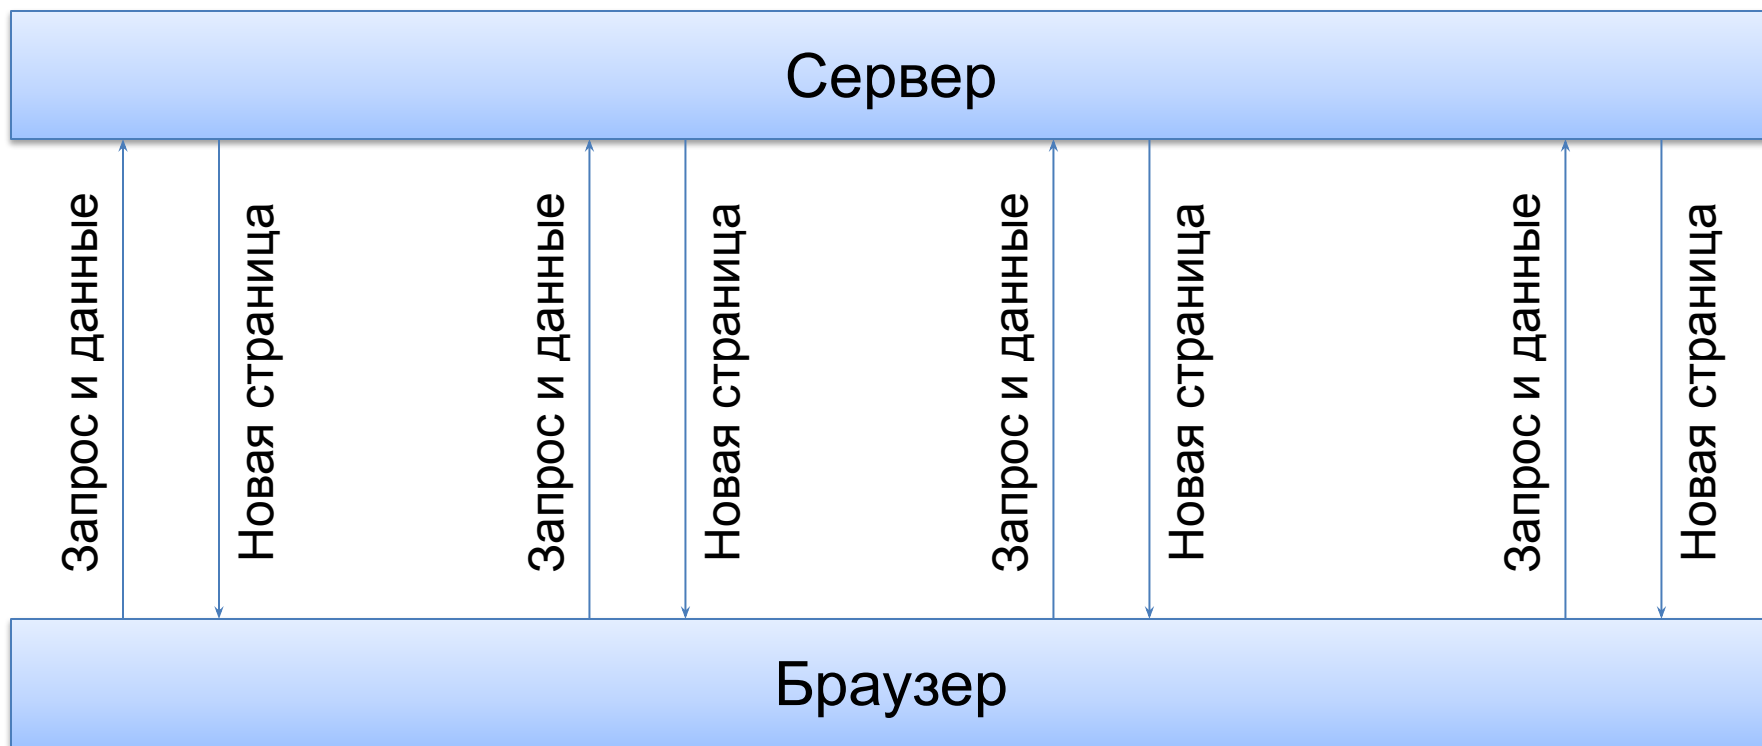 Сервер
Запрос и данные
Новая страница
Запрос и данные
Новая страница
Запрос и данные
Новая страница
Запрос и данные
Новая страница
Браузер